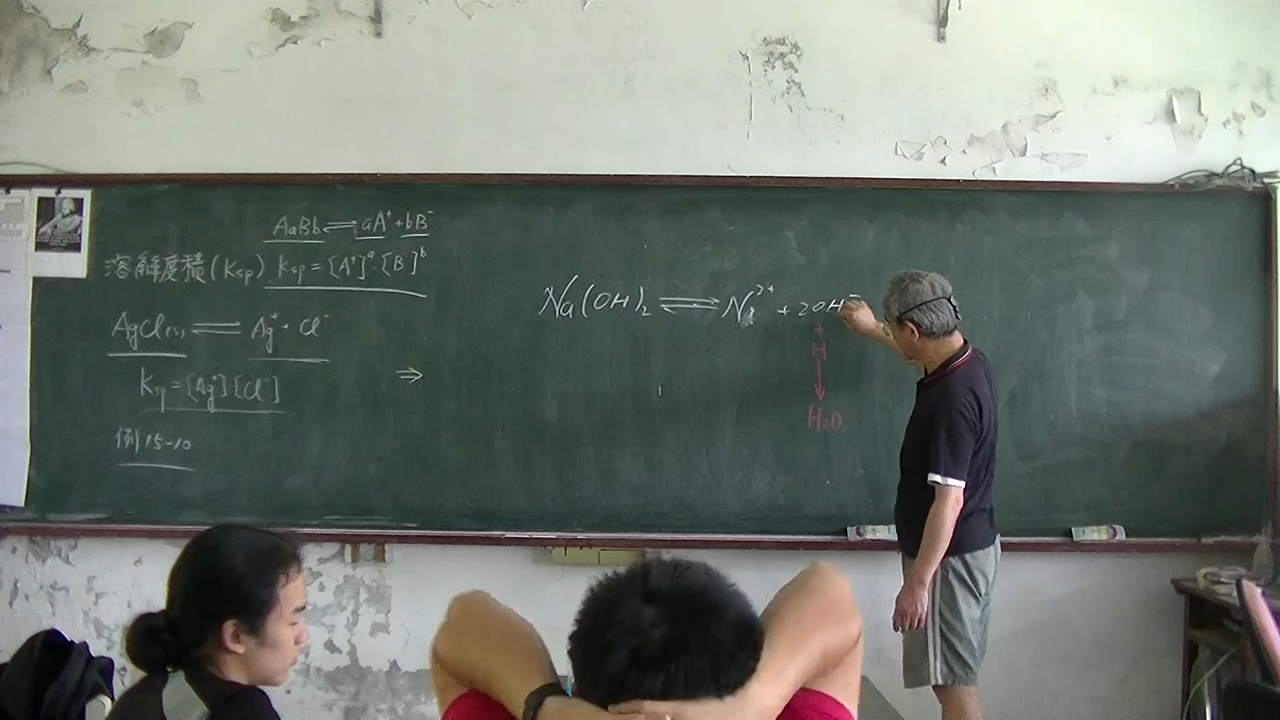 AaBb ⇌ aA⁺ + bB⁻
溶解度積(Ksp) Ksp = [A⁺]ᵃ·[B⁻]ᵇ
AgCl(s) ⇌ Ag⁺ + Cl⁻
Ksp = [Ag⁺][Cl⁻]
⇒
例15-10
Na(OH)₂ ⇌ Ni²⁺ + 2OH⁻
+
H
↓
H₂O